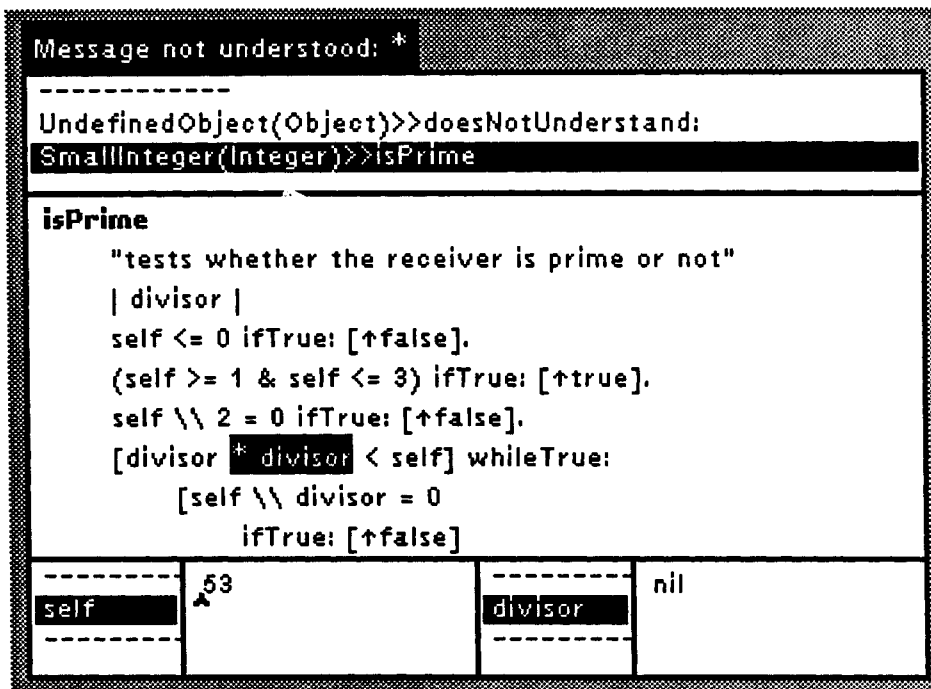 Message not understood: *
-------------
UndefinedObject(Object)>>doesNotUnderstand:
SmallInteger(Integer)>>isPrime
isPrime
"tests whether the receiver is prime or not"
| divisor |
self <= 0 ifTrue: [↑false].
(self >= 1 & self <= 3) ifTrue: [↑true].
self \\ 2 = 0 ifTrue: [↑false].
[divisor * divisor < self] whileTrue:
[self \\ divisor = 0
ifTrue: [↑false]
---------
self
---------
53
---------
divisor
---------
nil